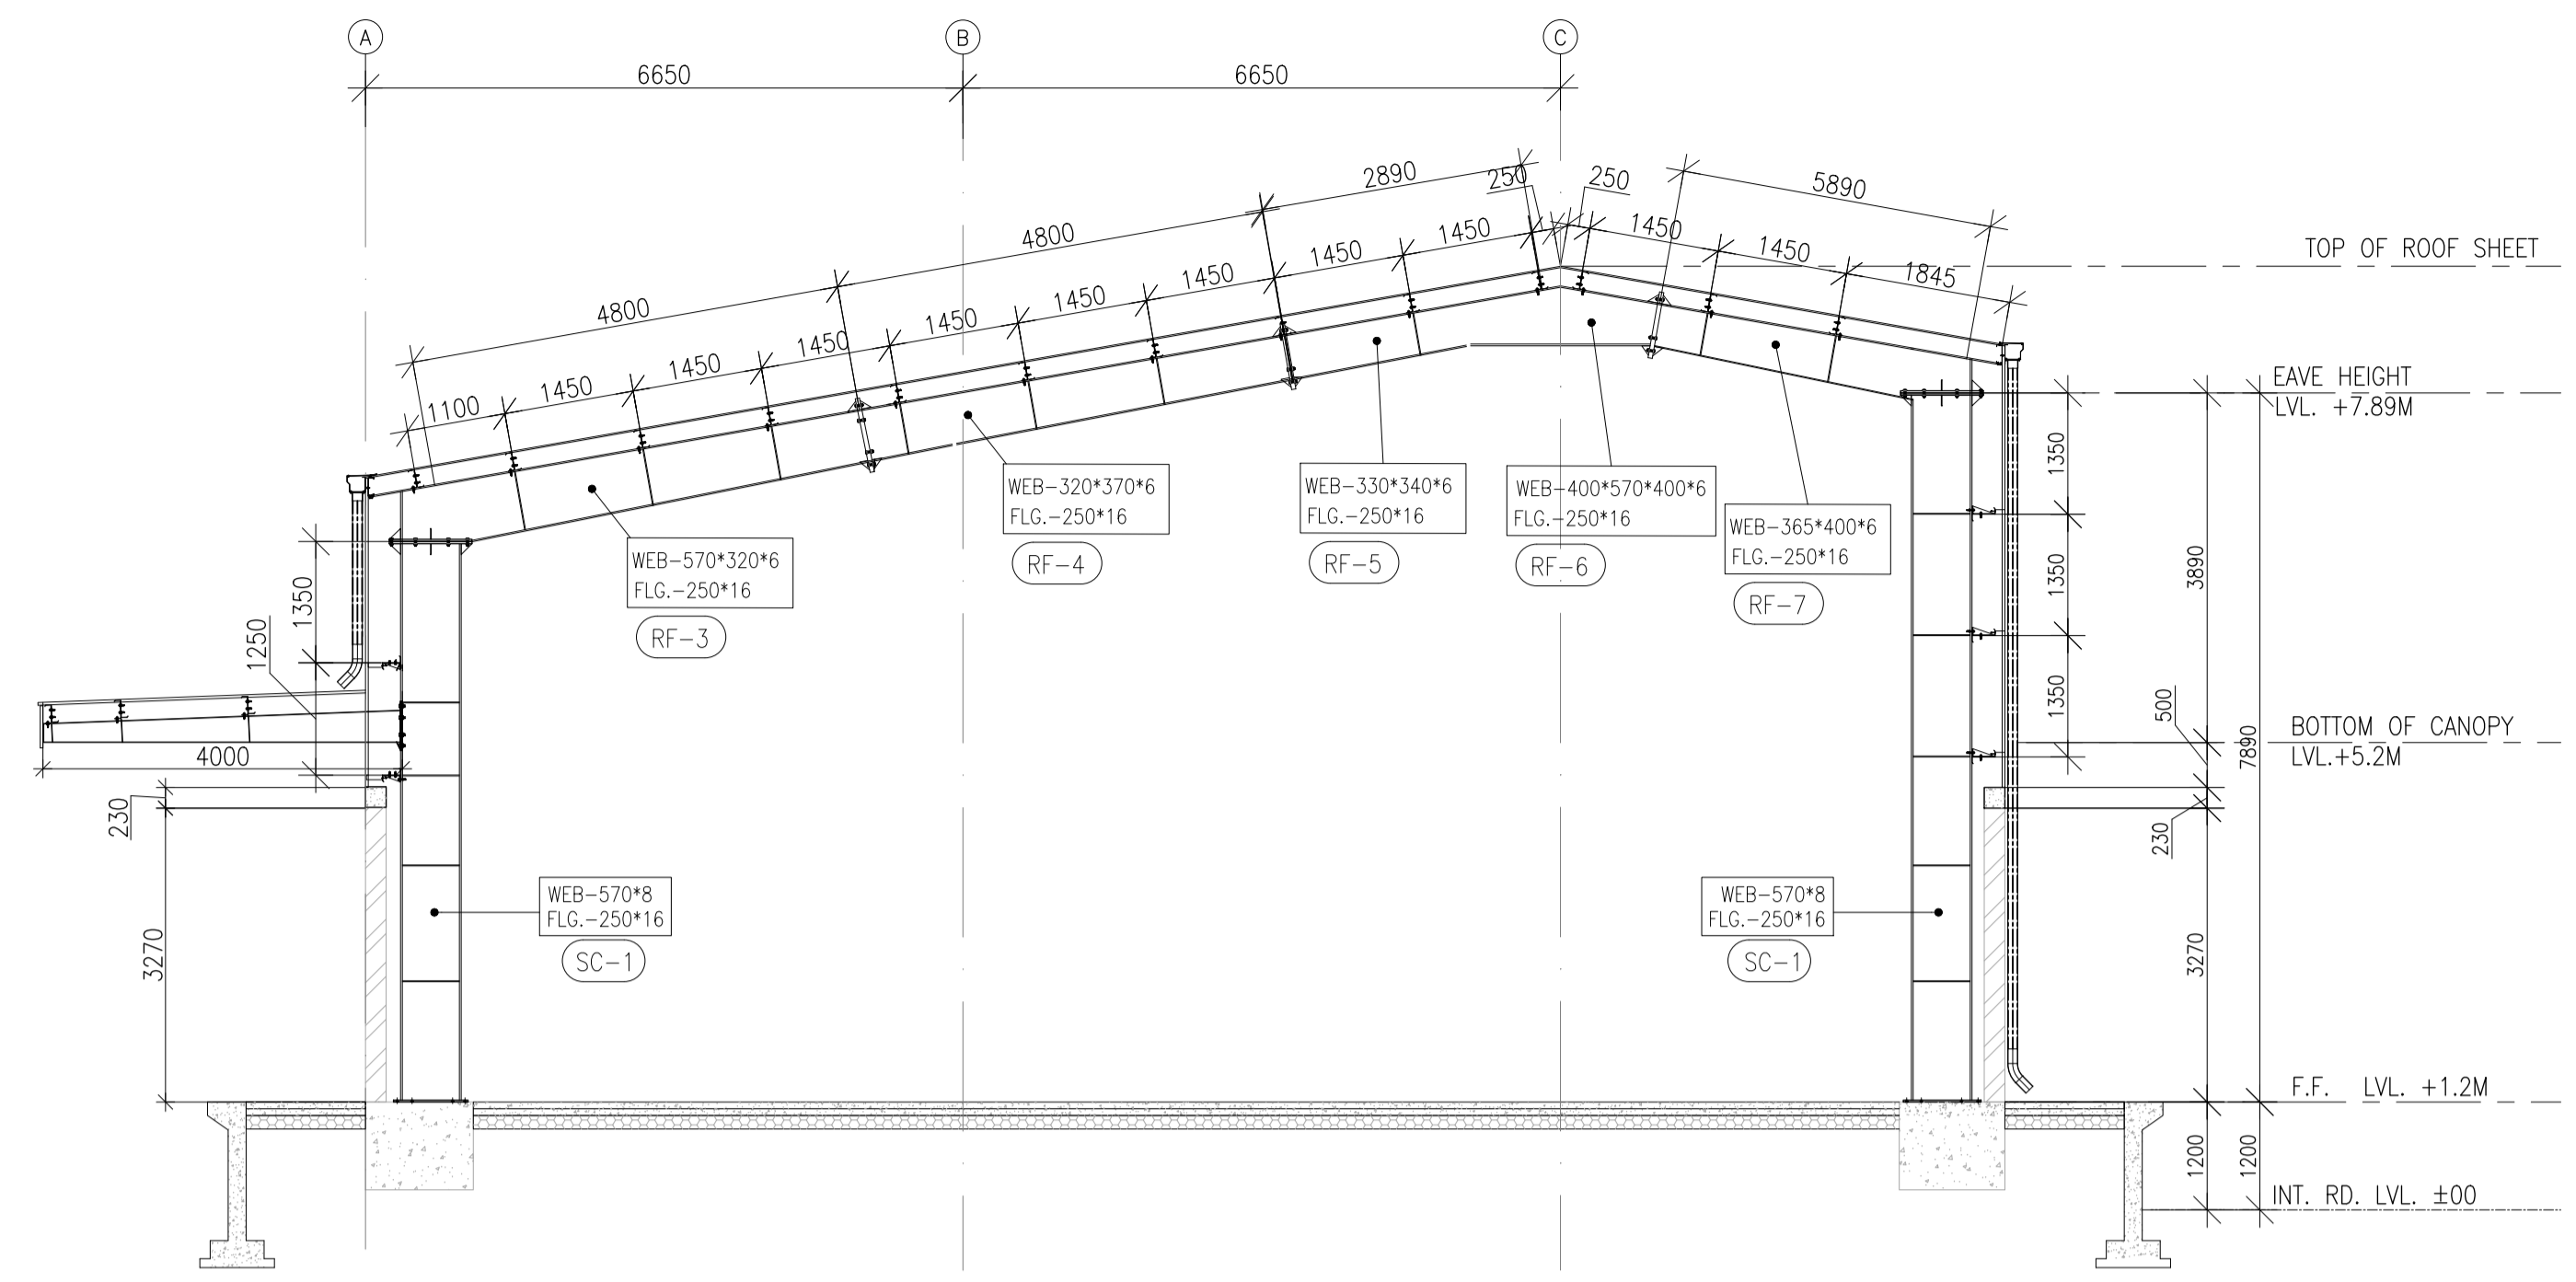 A
B
C
6650
6650
2890
250
250
5890
4800
1450
1450
1450
1450
1845
4800
1450
1450
1450
1450
1450
1450
1100
TOP OF ROOF SHEET
EAVE HEIGHT
LVL. +7.89M
WEB-570*320*6
FLG.-250*16
RF-3
WEB-320*370*6
FLG.-250*16
RF-4
WEB-330*340*6
FLG.-250*16
RF-5
WEB-400*570*400*6
FLG.-250*16
RF-6
WEB-365*400*6
FLG.-250*16
RF-7
1350
1250
4000
230
3270
1350
1350
1350
3890
500
7890
230
3270
BOTTOM OF CANOPY
LVL.+5.2M
WEB-570*8
FLG.-250*16
SC-1
WEB-570*8
FLG.-250*16
SC-1
F.F. LVL. +1.2M
1200
1200
INT. RD. LVL. ±00